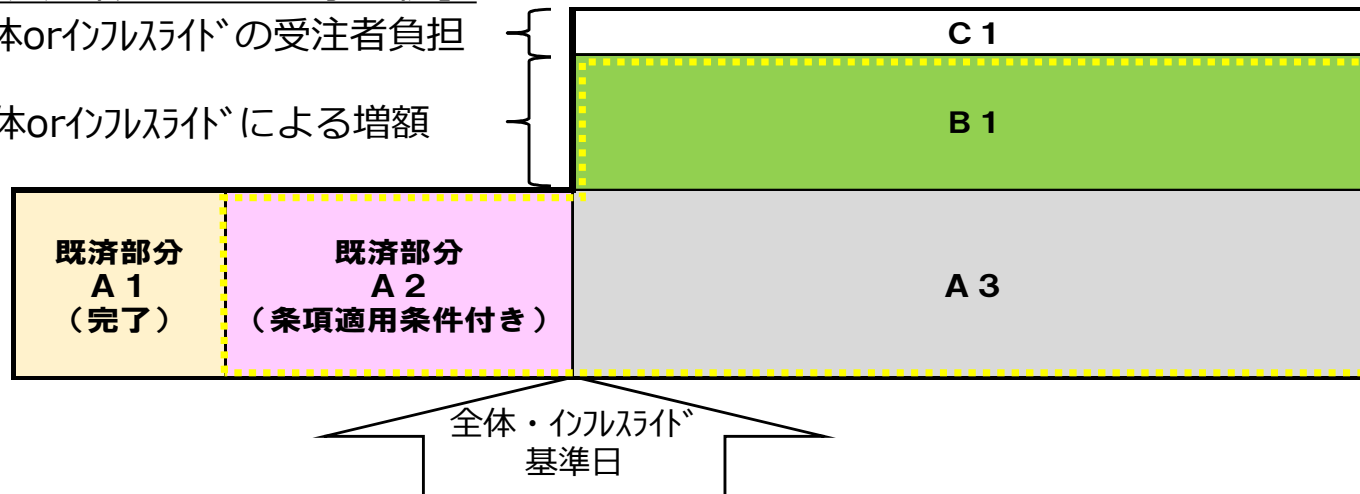 体orｲﾝﾌﾚｽﾗｲﾄﾞの受注者負担
C1
体orｲﾝﾌﾚｽﾗｲﾄﾞによる増額
B1
既済部分
A1
（完了）
既済部分
A2
（条項適用条件付き）
A3
全体・ｲﾝﾌﾚｽﾗｲﾄﾞ
基準日